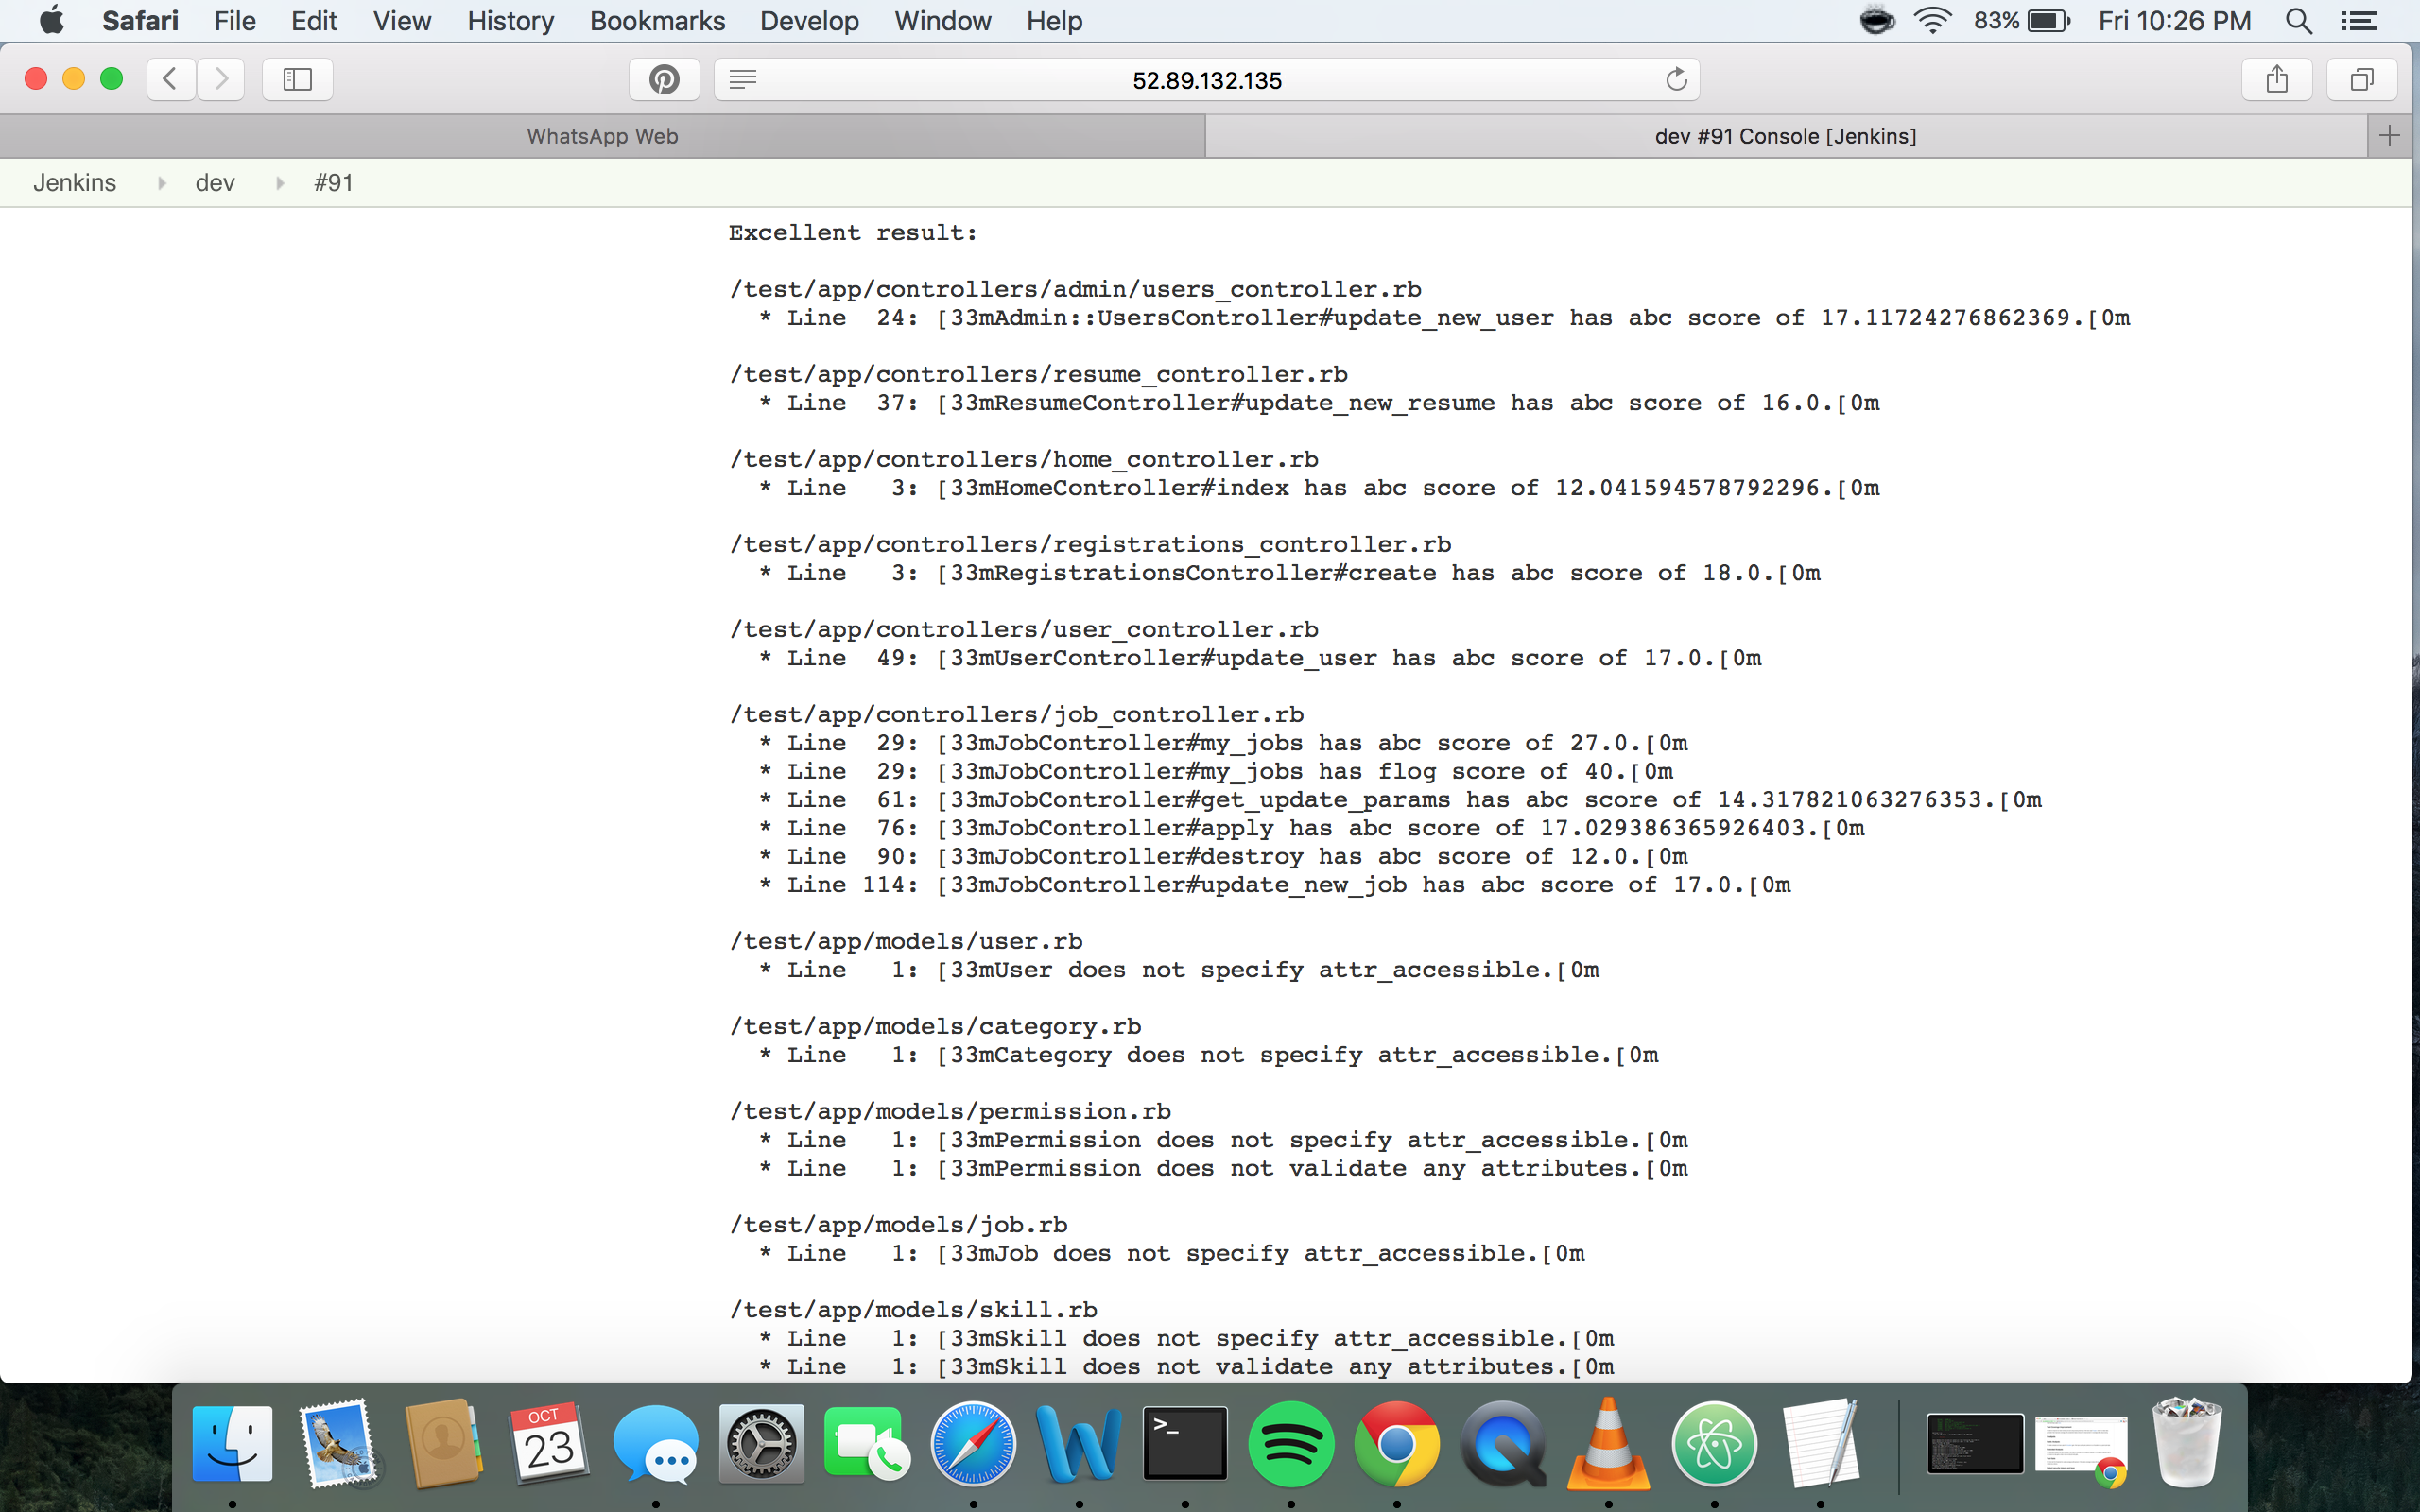 Safari File Edit View History Bookmarks Develop Window Help 83% Fri 10:26 PM
52.89.132.135
WhatsApp Web dev #91 Console [Jenkins]
Jenkins dev #91
Excellent result:
/test/app/controllers/admin/users_controller.rb
* Line 24: [33mAdmin::UsersController#update_new_user has abc score of 17.11724276862369.[0m
/test/app/controllers/resume_controller.rb
* Line 37: [33mResumeController#update_new_resume has abc score of 16.0.[0m
/test/app/controllers/home_controller.rb
* Line 3: [33mHomeController#index has abc score of 12.041594578792296.[0m
/test/app/controllers/registrations_controller.rb
* Line 3: [33mRegistrationsController#create has abc score of 18.0.[0m
/test/app/controllers/user_controller.rb
* Line 49: [33mUserController#update_user has abc score of 17.0.[0m
/test/app/controllers/job_controller.rb
* Line 29: [33mJobController#my_jobs has abc score of 27.0.[0m
* Line 29: [33mJobController#my_jobs has flog score of 40.[0m
* Line 61: [33mJobController#get_update_params has abc score of 14.317821063276353.[0m
* Line 76: [33mJobController#apply has abc score of 17.029386365926403.[0m
* Line 90: [33mJobController#destroy has abc score of 12.0.[0m
* Line 114: [33mJobController#update_new_job has abc score of 17.0.[0m
/test/app/models/user.rb
* Line 1: [33mUser does not specify attr_accessible.[0m
/test/app/models/category.rb
* Line 1: [33mCategory does not specify attr_accessible.[0m
/test/app/models/permission.rb
* Line 1: [33mPermission does not specify attr_accessible.[0m
* Line 1: [33mPermission does not validate any attributes.[0m
/test/app/models/job.rb
* Line 1: [33mJob does not specify attr_accessible.[0m
/test/app/models/skill.rb
* Line 1: [33mSkill does not specify attr_accessible.[0m
* Line 1: [33mSkill does not validate any attributes.[0m
OCT
23